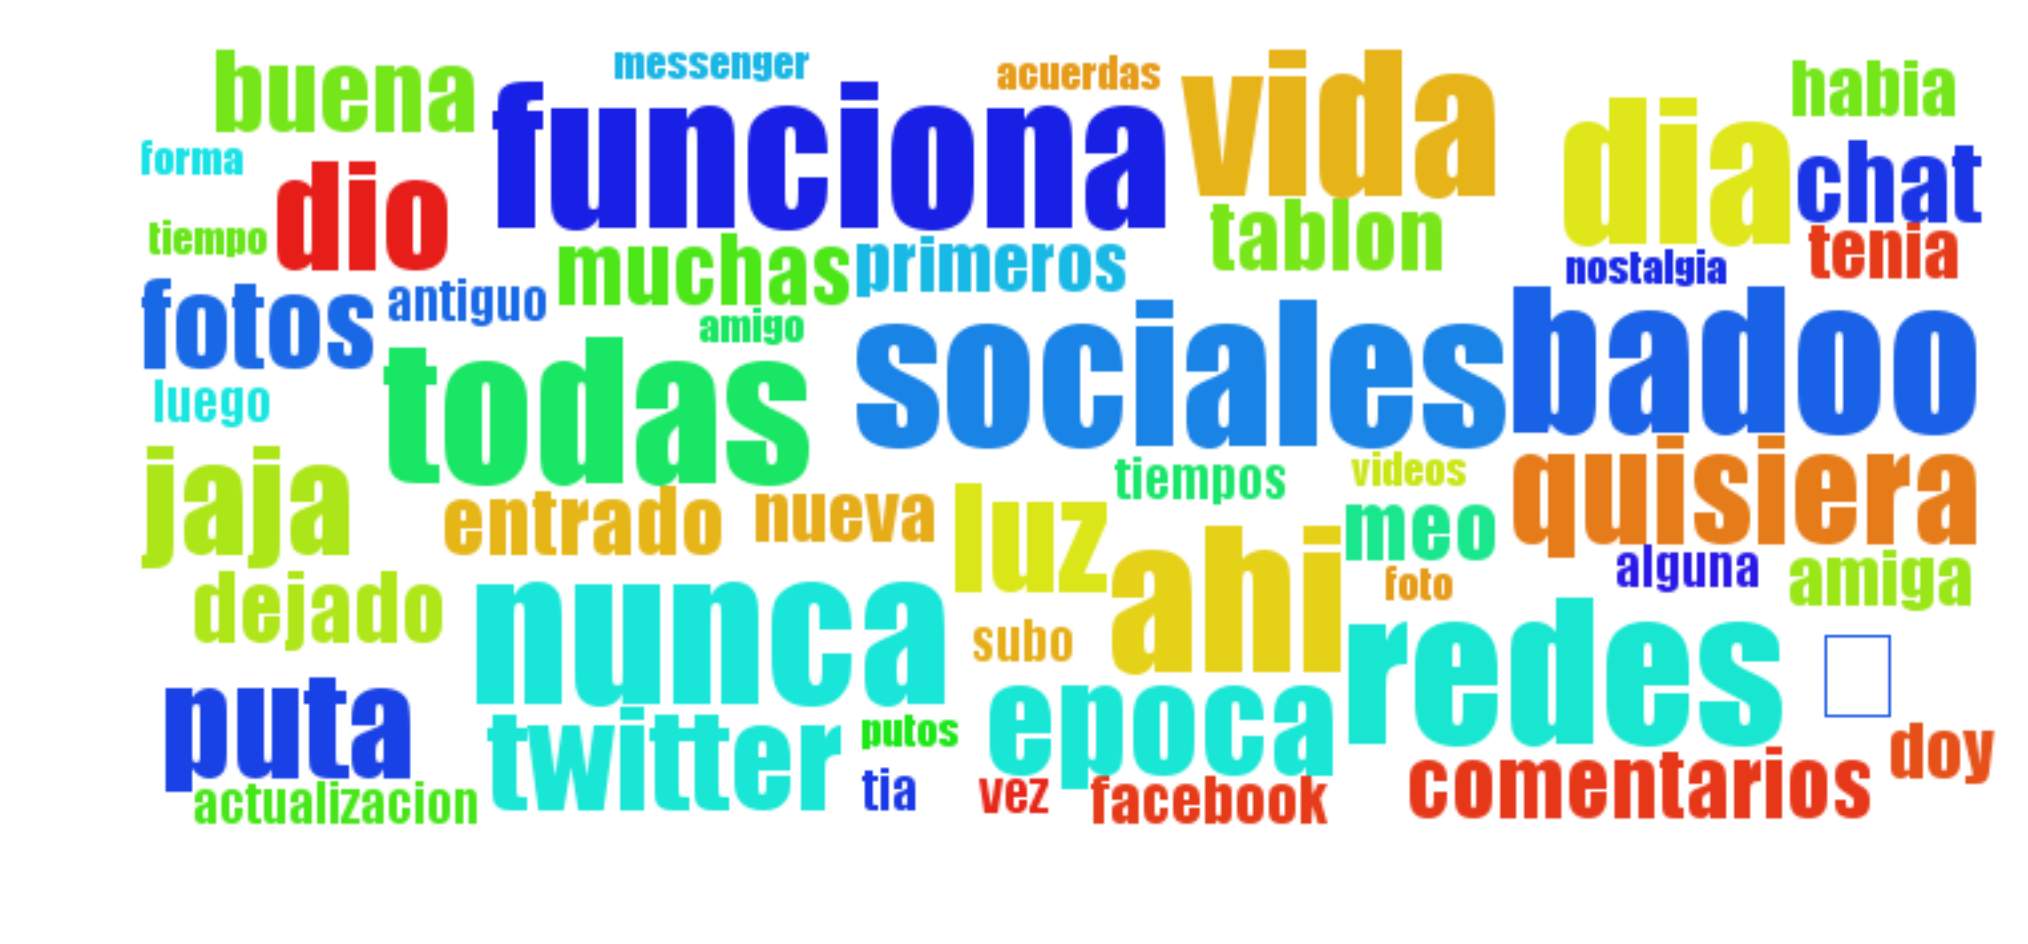 buena
messenger
acuerdas
vida
habia
funciona
dia
forma
dio
chat
tiempo
muchas
primeros
tablon
nostalgia
tenia
fotos
antiguo
amigo
sociales
badoo
luego
todas
jaja
entrado
nueva
luz
tiempos
videos
quisiera
meo
ahi
foto
alguna
amiga
dejado
nunca
subo
redes
puta
twitter
putos
epoca
doy
actualizacion
tia
vez
facebook
comentarios